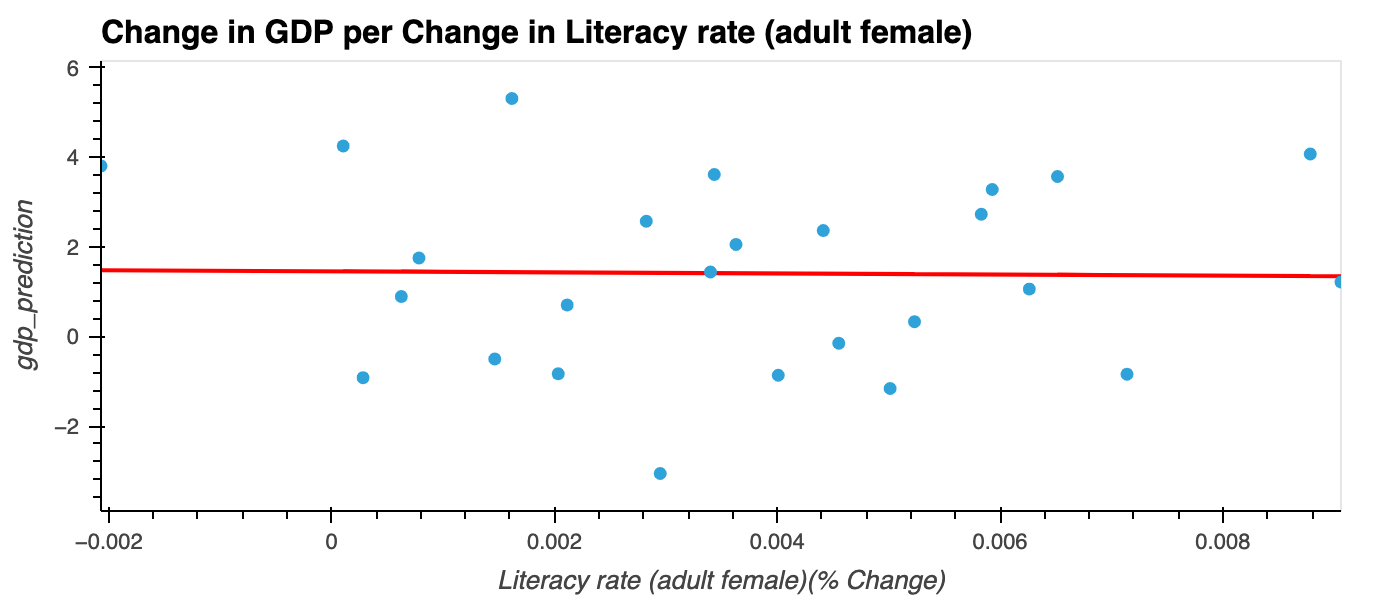 Change in GDP per Change in Literacy rate (adult female)
6
4
2
0
−2
gdp_prediction
−0.002 0 0.002 0.004 0.006 0.008
Literacy rate (adult female)(% Change)